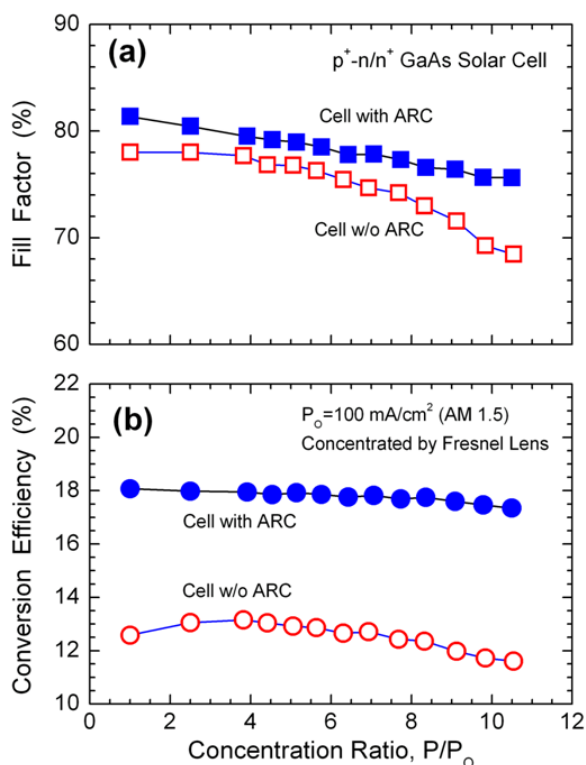 90
(a)
p⁺-n/n⁺ GaAs Solar Cell
Cell with ARC
80
Fill Factor (%)
70
Cell w/o ARC
60
22
(b)
P_O=100 mA/cm² (AM 1.5)
20
Concentrated by Fresnel Lens
18
Cell with ARC
16
Conversion Efficiency (%)
14
Cell w/o ARC
12
10
0 2 4 6 8 10 12
Concentration Ratio, P/P_O